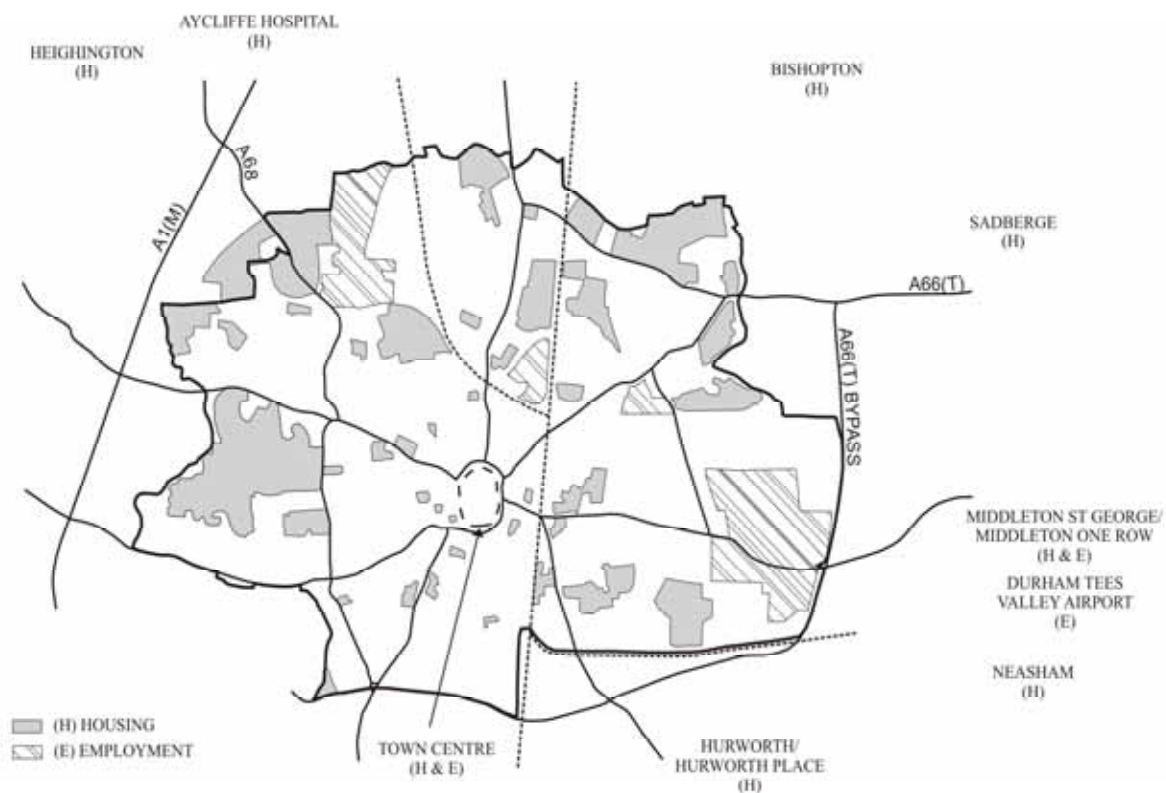 AYCLIFFE HOSPITAL
(H)
HEIGHINGTON
(H)
BISHOPTON
(H)
A68
A1(M)
SADBERGE
(H)
A66(T)
A66(T) BYPASS
MIDDLETON ST GEORGE/
MIDDLETON ONE ROW
(H & E)
DURHAM TEES
VALLEY AIRPORT
(E)
NEASHAM
(H)
(H) HOUSING
(E) EMPLOYMENT
TOWN CENTRE
(H & E)
HURWORTH/
HURWORTH PLACE
(H)